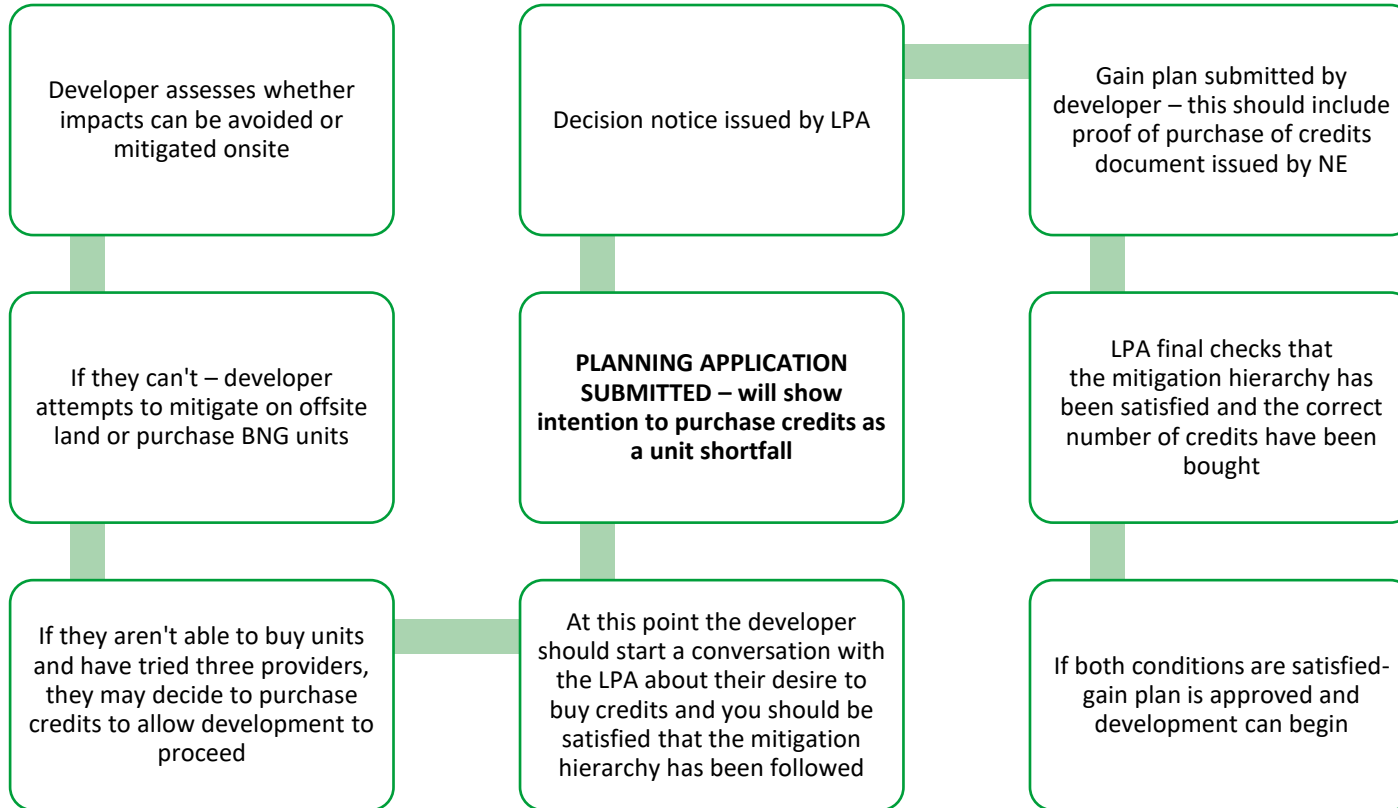 Developer assesses whether
impacts can be avoided or
mitigated onsite
If they can't – developer
attempts to mitigate on offsite
land or purchase BNG units
If they aren't able to buy units
and have tried three providers,
they may decide to purchase
credits to allow development to
proceed
At this point the developer
should start a conversation with
the LPA about their desire to
buy credits and you should be
satisfied that the mitigation
hierarchy has been followed
PLANNING APPLICATION
SUBMITTED – will show
intention to purchase credits as
a unit shortfall
Decision notice issued by LPA
Gain plan submitted by
developer – this should include
proof of purchase of credits
document issued by NE
LPA final checks that
the mitigation hierarchy has
been satisfied and the correct
number of credits have been
bought
If both conditions are satisfied-
gain plan is approved and
development can begin